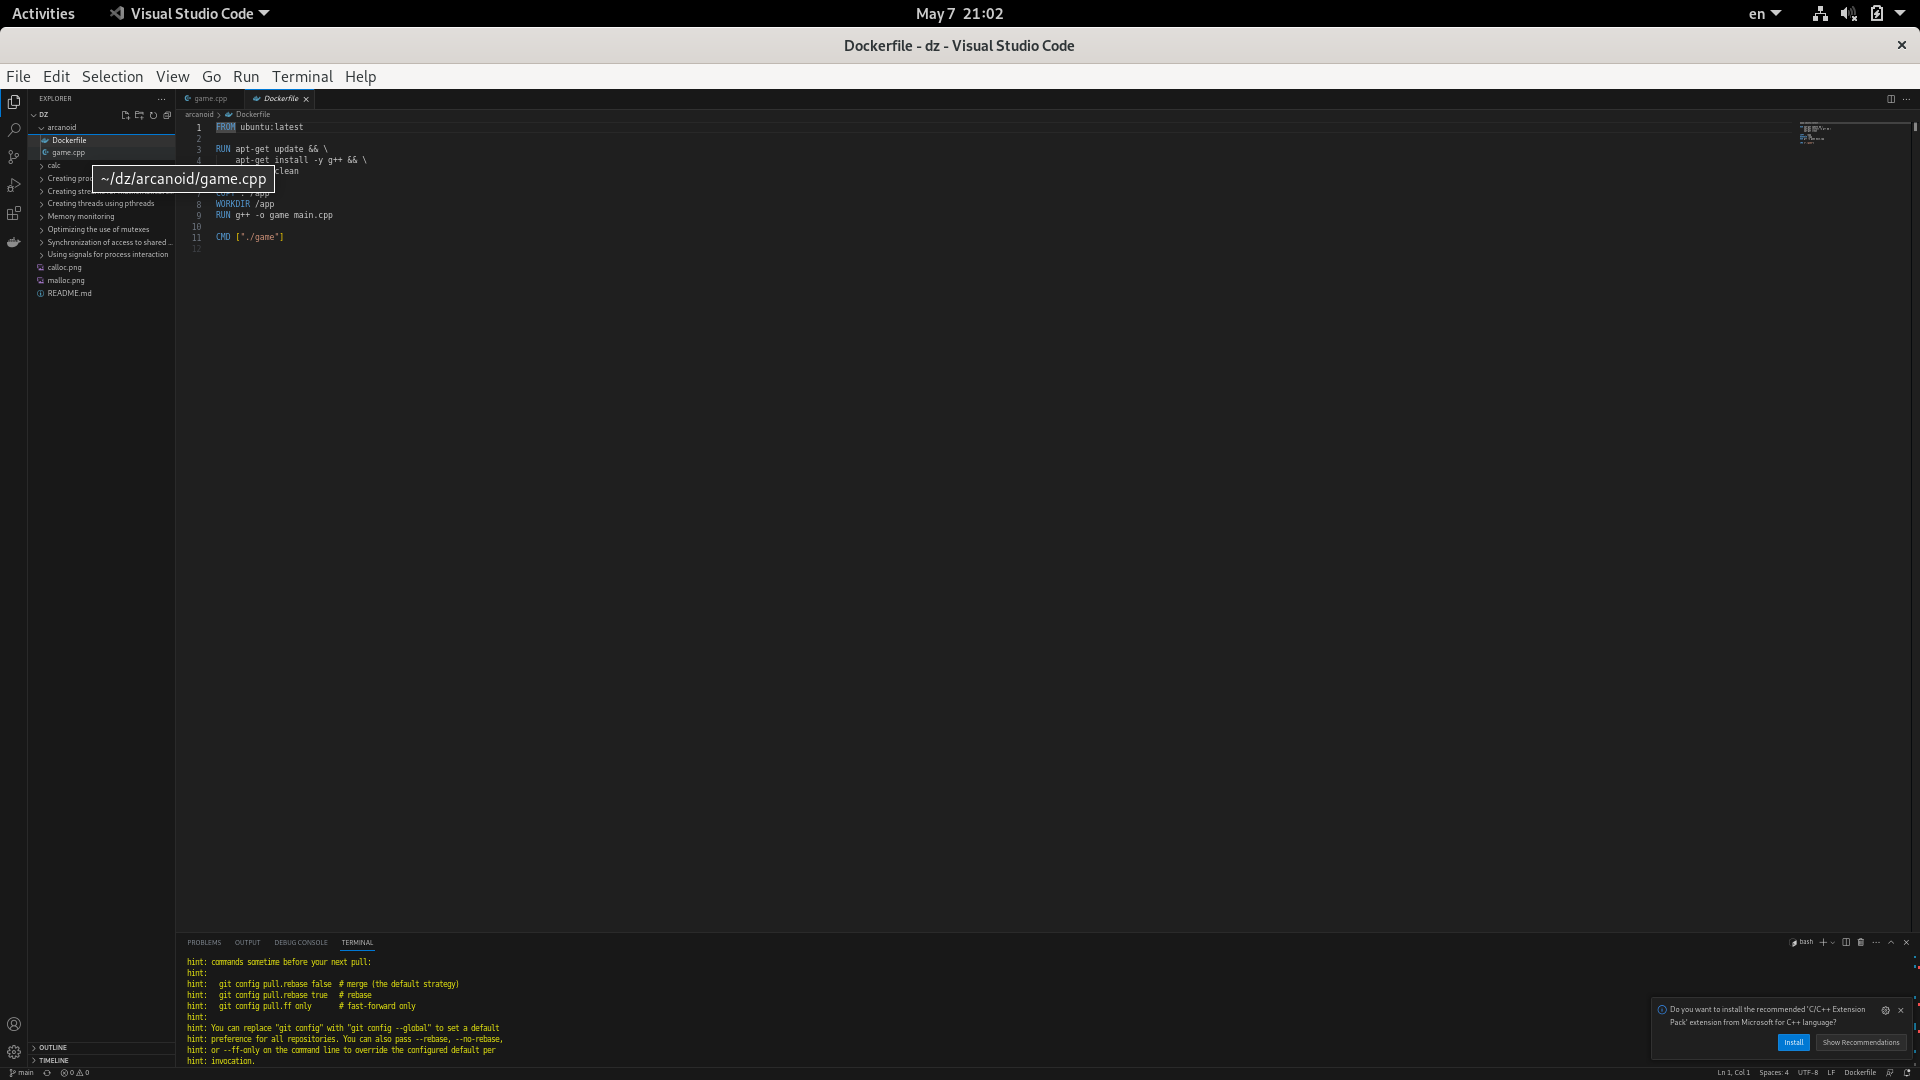 Activities
Visual Studio Code
May 7 21:02
en
Dockerfile - dz - Visual Studio Code
File Edit Selection View Go Run Terminal Help
EXPLORER
DZ
arcanoid
Dockerfile
game.cpp
calc
Creating
Creating
Creating threads using pthreads
Memory monitoring
Optimizing the use of mutexes
Synchronization of access to shared ...
Using signals for process interaction
calloc.png
malloc.png
README.md
OUTLINE
TIMELINE
~/dz/arcanoid/game.cpp
game.cpp
Dockerfile
arcanoid > Dockerfile
1 FROM ubuntu:latest
2
3 RUN apt-get update && \
4 apt-get install -y g++ && \
clean
8 WORKDIR /app
9 RUN g++ -o game main.cpp
10
11 CMD ["./game"]
12
PROBLEMS OUTPUT DEBUG CONSOLE TERMINAL
bash
hint: commands sometime before your next pull:
hint:
hint: git config pull.rebase false # merge (the default strategy)
hint: git config pull.rebase true # rebase
hint: git config pull.ff only # fast-forward only
hint:
hint: You can replace "git config" with "git config --global" to set a default
hint: preference for all repositories. You can also pass --rebase, --no-rebase,
hint: or --ff-only on the command line to override the configured default per
hint: invocation.
Do you want to install the recommended 'C/C++ Extension
Pack' extension from Microsoft for C++ language?
Install
Show Recommendations
main
0 0
Ln 1, Col 1 Spaces: 4 UTF-8 LF Dockerfile